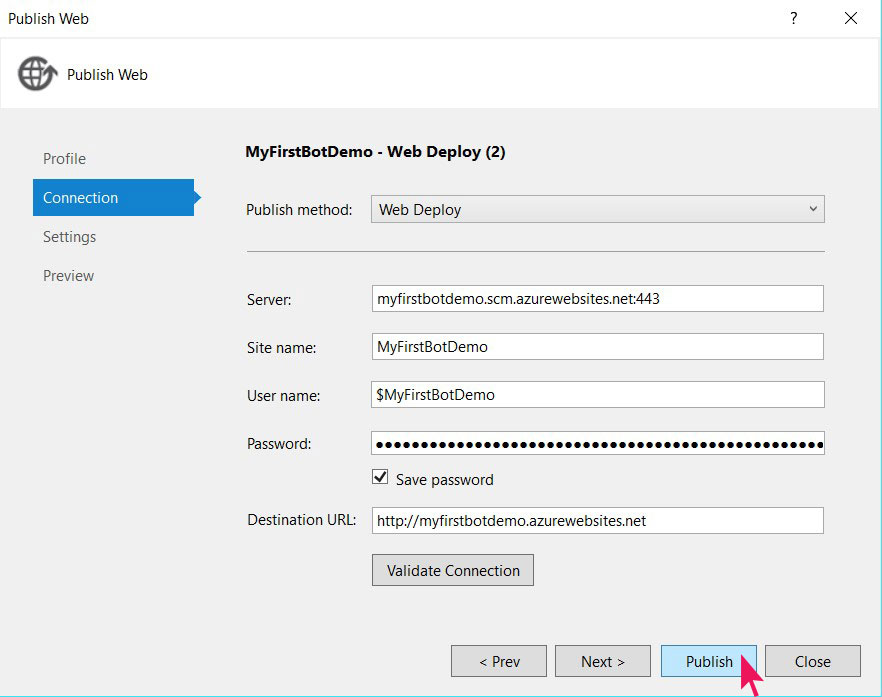 Publish Web
?
Publish Web
Profile
Connection
Settings
Preview
MyFirstBotDemo - Web Deploy (2)
Publish method: Web Deploy
Server: myfirstbotdemo.scm.azurewebsites.net:443
Site name: MyFirstBotDemo
User name: $MyFirstBotDemo
Password:
Save password
Destination URL: http://myfirstbotdemo.azurewebsites.net
Validate Connection
< Prev Next > Publish Close